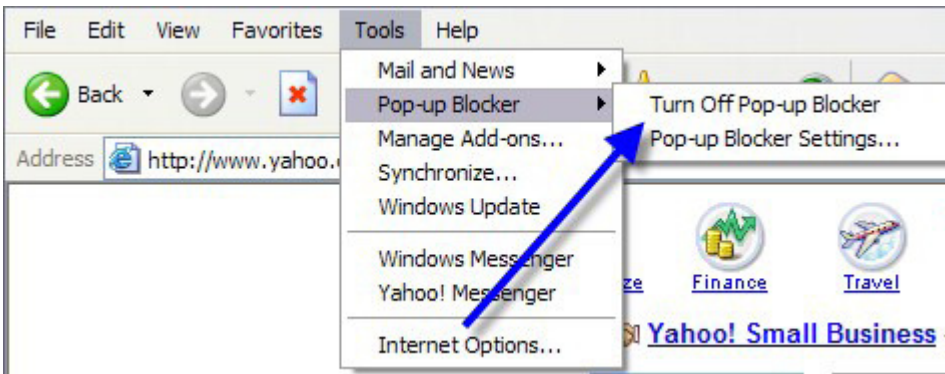 File Edit View Favorites Tools Help
Back
Address http://www.yahoo.
Mail and News
Pop-up Blocker
Manage Add-ons...
Synchronize...
Windows Update
Windows Messenger
Yahoo! Messenger
Internet Options...
Turn Off Pop-up Blocker
Pop-up Blocker Settings...
Finance
Travel
Yahoo! Small Business